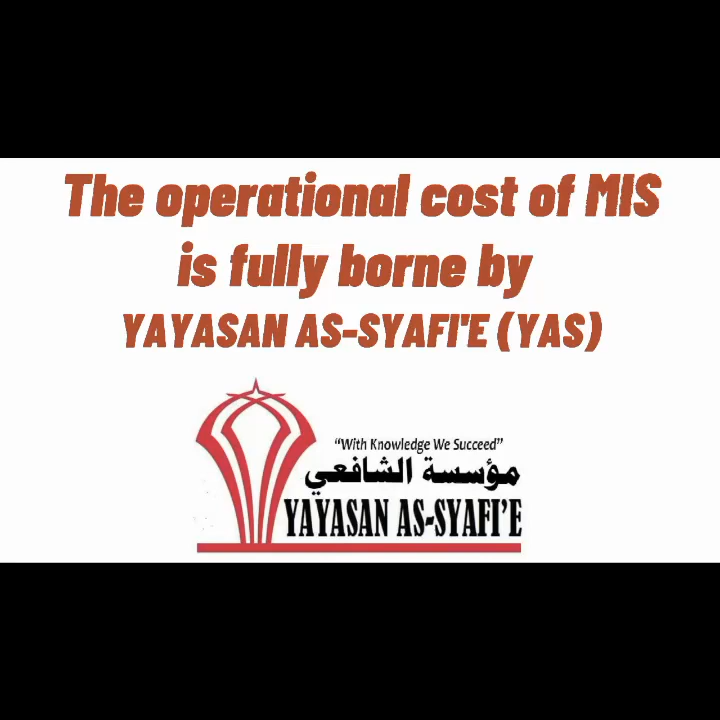 The operational cost of MIS
is fully borne by
YAYASAN AS-SYAFI'E (YAS)
“With Knowledge We Succeed”
مؤسسة الشافعي
YAYASAN AS-SYAFI’E